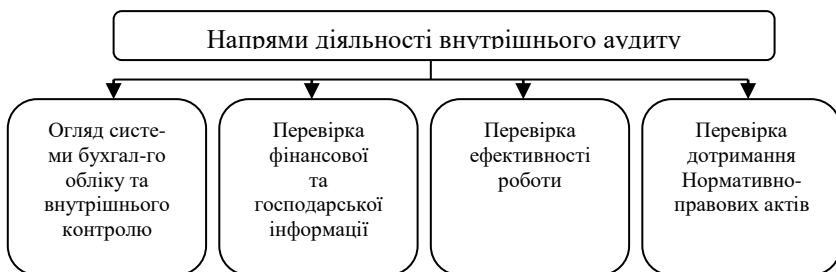 Напрями діяльності внутрішнього аудиту
Огляд систе-
ми бухгал-го
обліку та
внутрішнього
контролю
Перевірка
фінансової
та
господарської
інформації
Перевірка
ефективності
роботи
Перевірка
дотримання
Нормативно-
правових актів